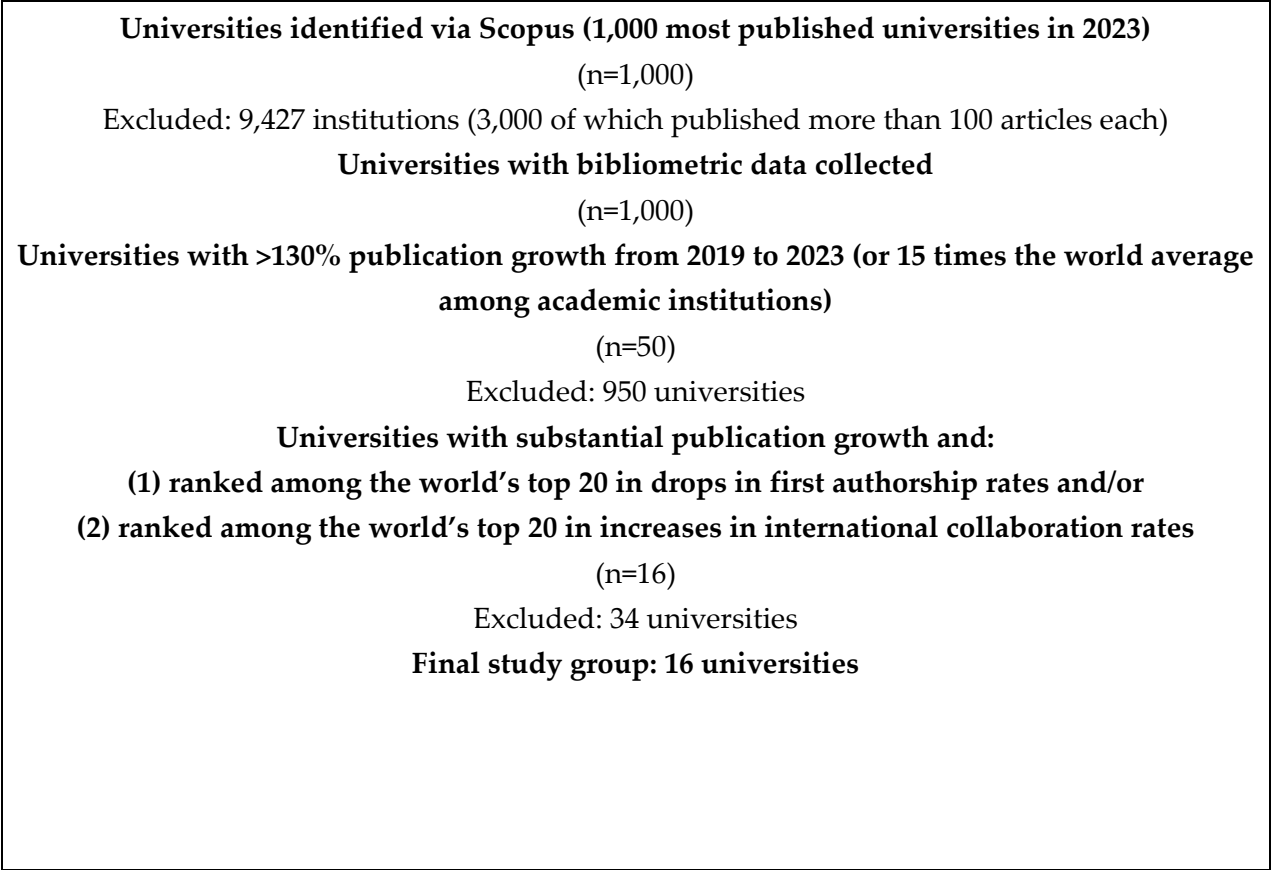 Universities identified via Scopus (1,000 most published universities in 2023)
(n=1,000)
Excluded: 9,427 institutions (3,000 of which published more than 100 articles each)
Universities with bibliometric data collected
(n=1,000)
Universities with >130% publication growth from 2019 to 2023 (or 15 times the world average
among academic institutions)
(n=50)
Excluded: 950 universities
Universities with substantial publication growth and:
(1) ranked among the world’s top 20 in drops in first authorship rates and/or
(2) ranked among the world’s top 20 in increases in international collaboration rates
(n=16)
Excluded: 34 universities
Final study group: 16 universities